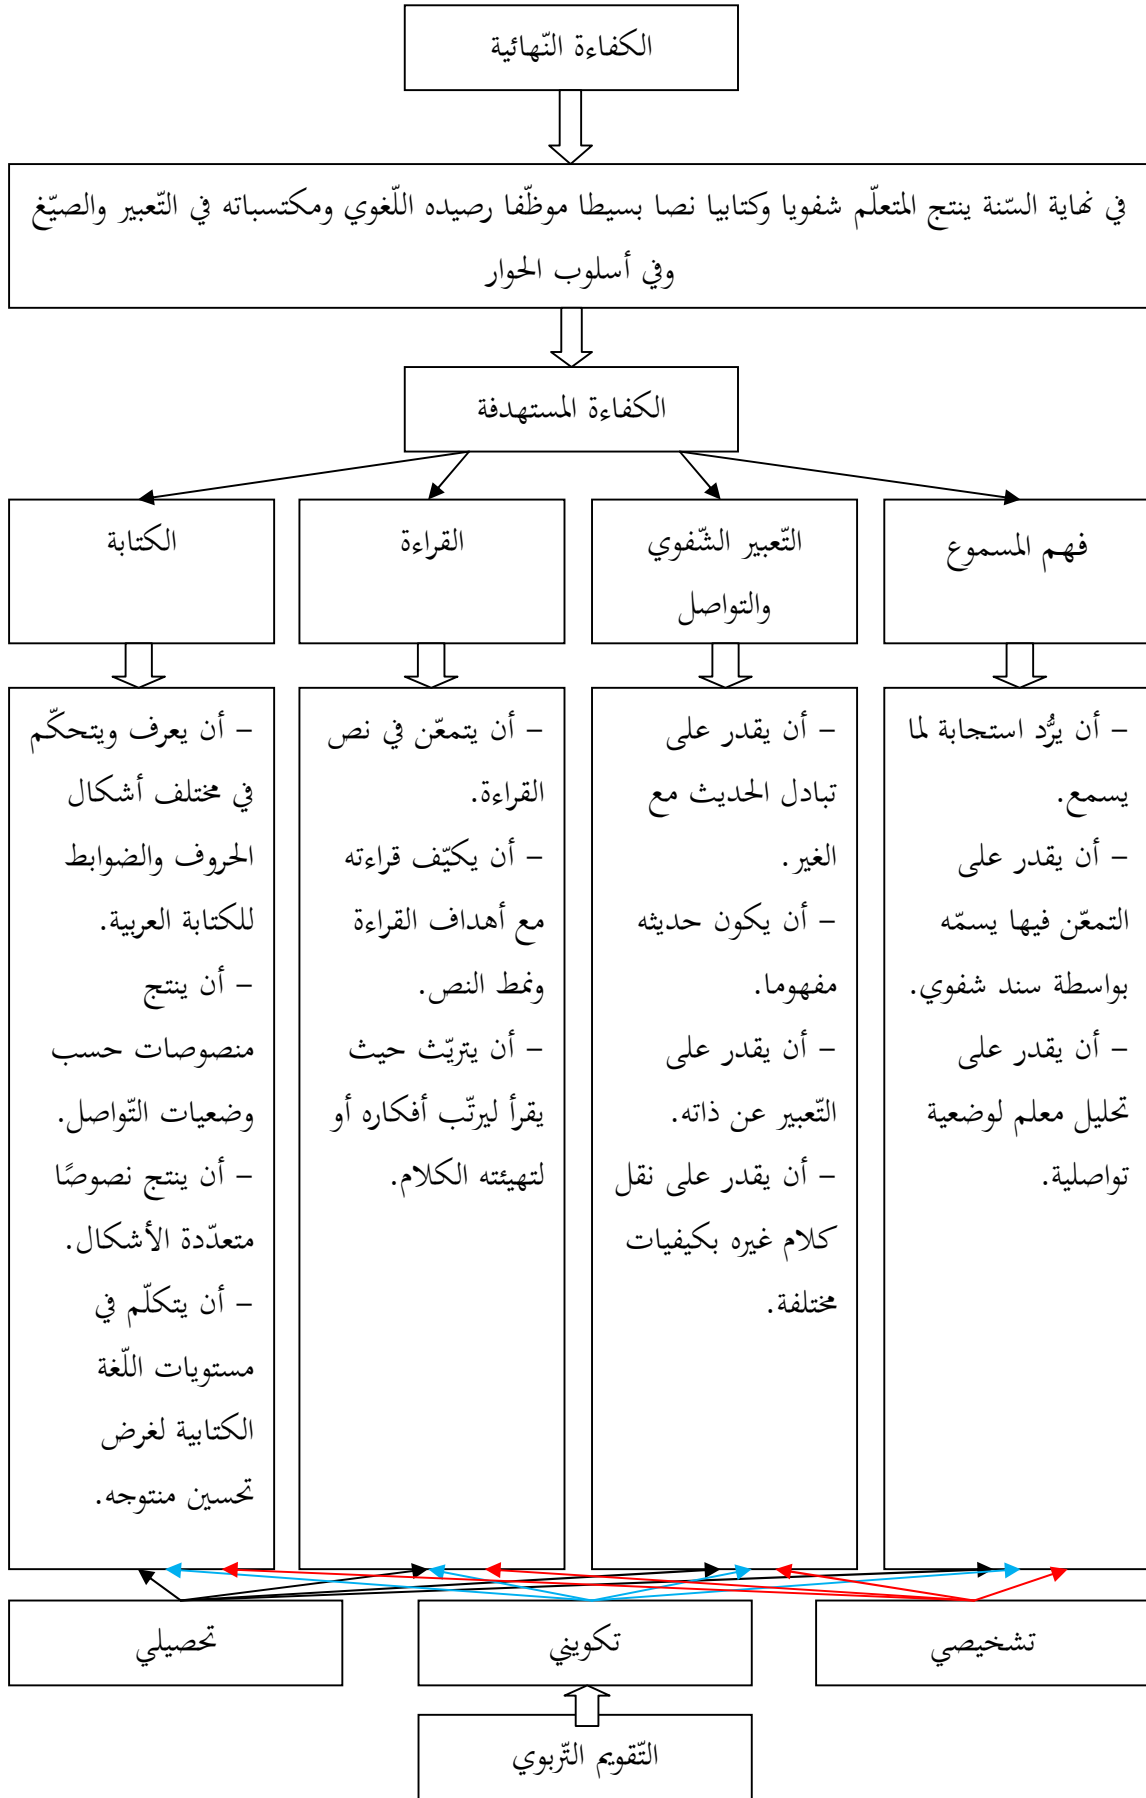 الكفاءة النّهائية
في نهاية السّنة ينتج المتعلّم شفويا وكتابيا نصا بسيطا موظّفا رصيده اللّغوي ومكتسباته في التّعبير والصيّغ
وفي أسلوب الحوار
الكفاءة المستهدفة
فهم المسموع
التّعبير الشّفوي
والتواصل
القراءة
الكتابة
– أن يرُّد استجابة لما
يسمع.
– أن يقدر على
التمعّن فيها يسمّه
بواسطة سند شفوي.
– أن يقدر على
تحليل معلم لوضعية
تواصلية.
– أن يقدر على
تبادل الحديث مع
الغير.
– أن يكون حديثه
مفهوما.
– أن يقدر على
التّعبير عن ذاته.
– أن يقدر على نقل
كلام غيره بكيفيات
مختلفة.
– أن يتمعّن في نص
القراءة.
– أن يكيّف قراءته
مع أهداف القراءة
ونمط النص.
– أن يتريّث حيث
يقرأ ليرتّب أفكاره أو
لتهيئته الكلام.
– أن يعرف ويتحكّم
في مختلف أشكال
الحروف والضوابط
للكتابة العربية.
– أن ينتج
منصوصات حسب
وضعيات التّواصل.
– أن ينتج نصوصًا
متعدّدة الأشكال.
– أن يتكلّم في
مستويات اللّغة
الكتابية لغرض
تحسين منتوجه.
تشخيصي
تكويني
تحصيلي
التّقويم التّربوي